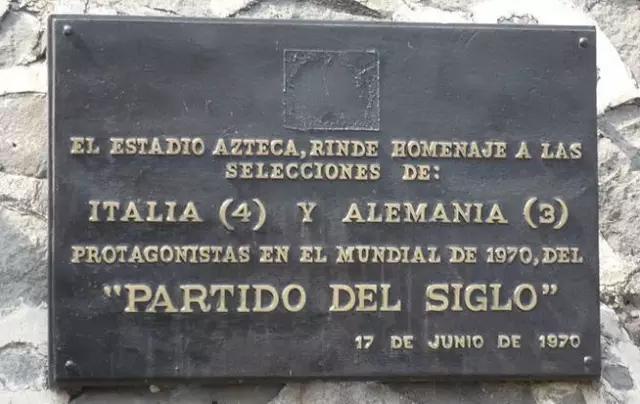 EL ESTADIO AZTECA, RINDE HOMENAJE A LAS
SELECCIONES DE:
ITALIA (4) Y ALEMANIA (3)
PROTAGONISTAS EN EL MUNDIAL DE 1970, DEL
"PARTIDO DEL SIGLO"
17 DE JUNIO DE 1970